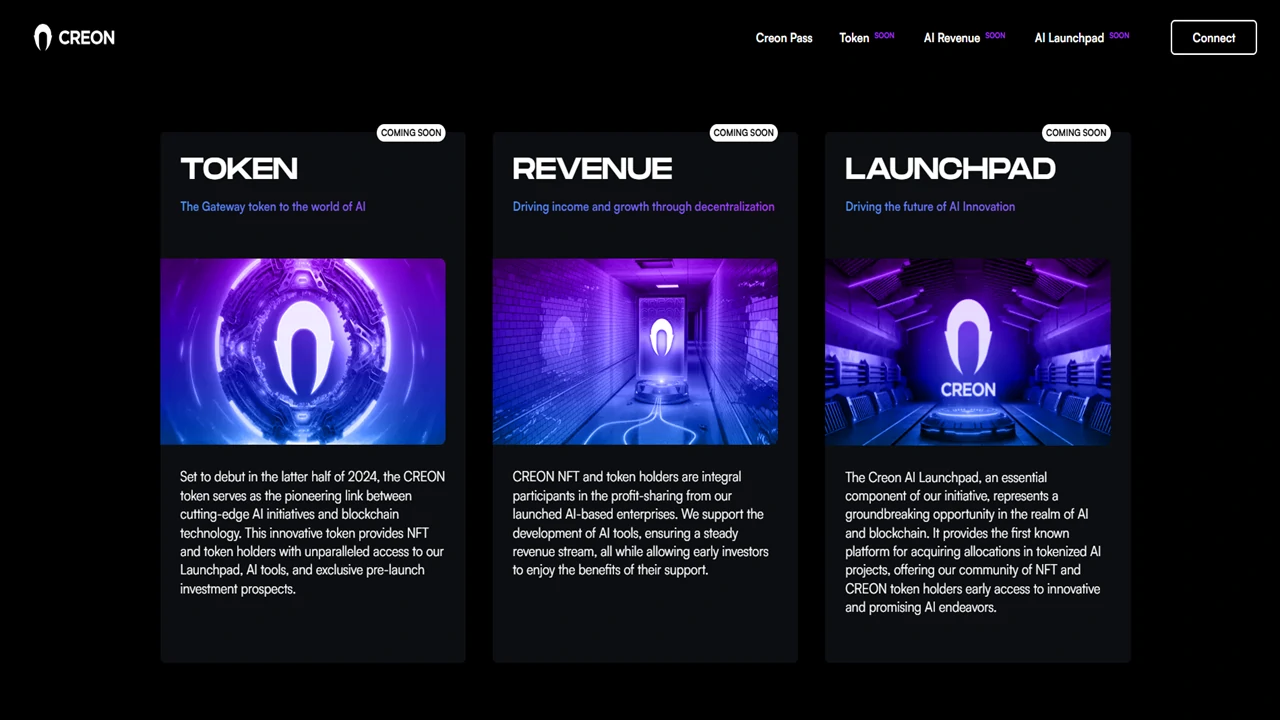 CREON
Creon Pass
Token SOON
AI Revenue SOON
AI Launchpad SOON
Connect
COMING SOON
TOKEN
The Gateway token to the world of AI
Set to debut in the latter half of 2024, the CREON
token serves as the pioneering link between
cutting-edge AI initiatives and blockchain
technology. This innovative token provides NFT
and token holders with unparalleled access to our
Launchpad, AI tools, and exclusive pre-launch
investment prospects.
COMING SOON
REVENUE
Driving income and growth through decentralization
CREON NFT and token holders are integral
participants in the profit-sharing from our
launched AI-based enterprises. We support the
development of AI tools, ensuring a steady
revenue stream, all while allowing early investors
to enjoy the benefits of their support.
COMING SOON
LAUNCHPAD
Driving the future of AI Innovation
CREON
The Creon AI Launchpad, an essential
component of our initiative, represents a
groundbreaking opportunity in the realm of AI
and blockchain. It provides the first known
platform for acquiring allocations in tokenized AI
projects, offering our community of NFT and
CREON token holders early access to innovative
and promising AI endeavors.